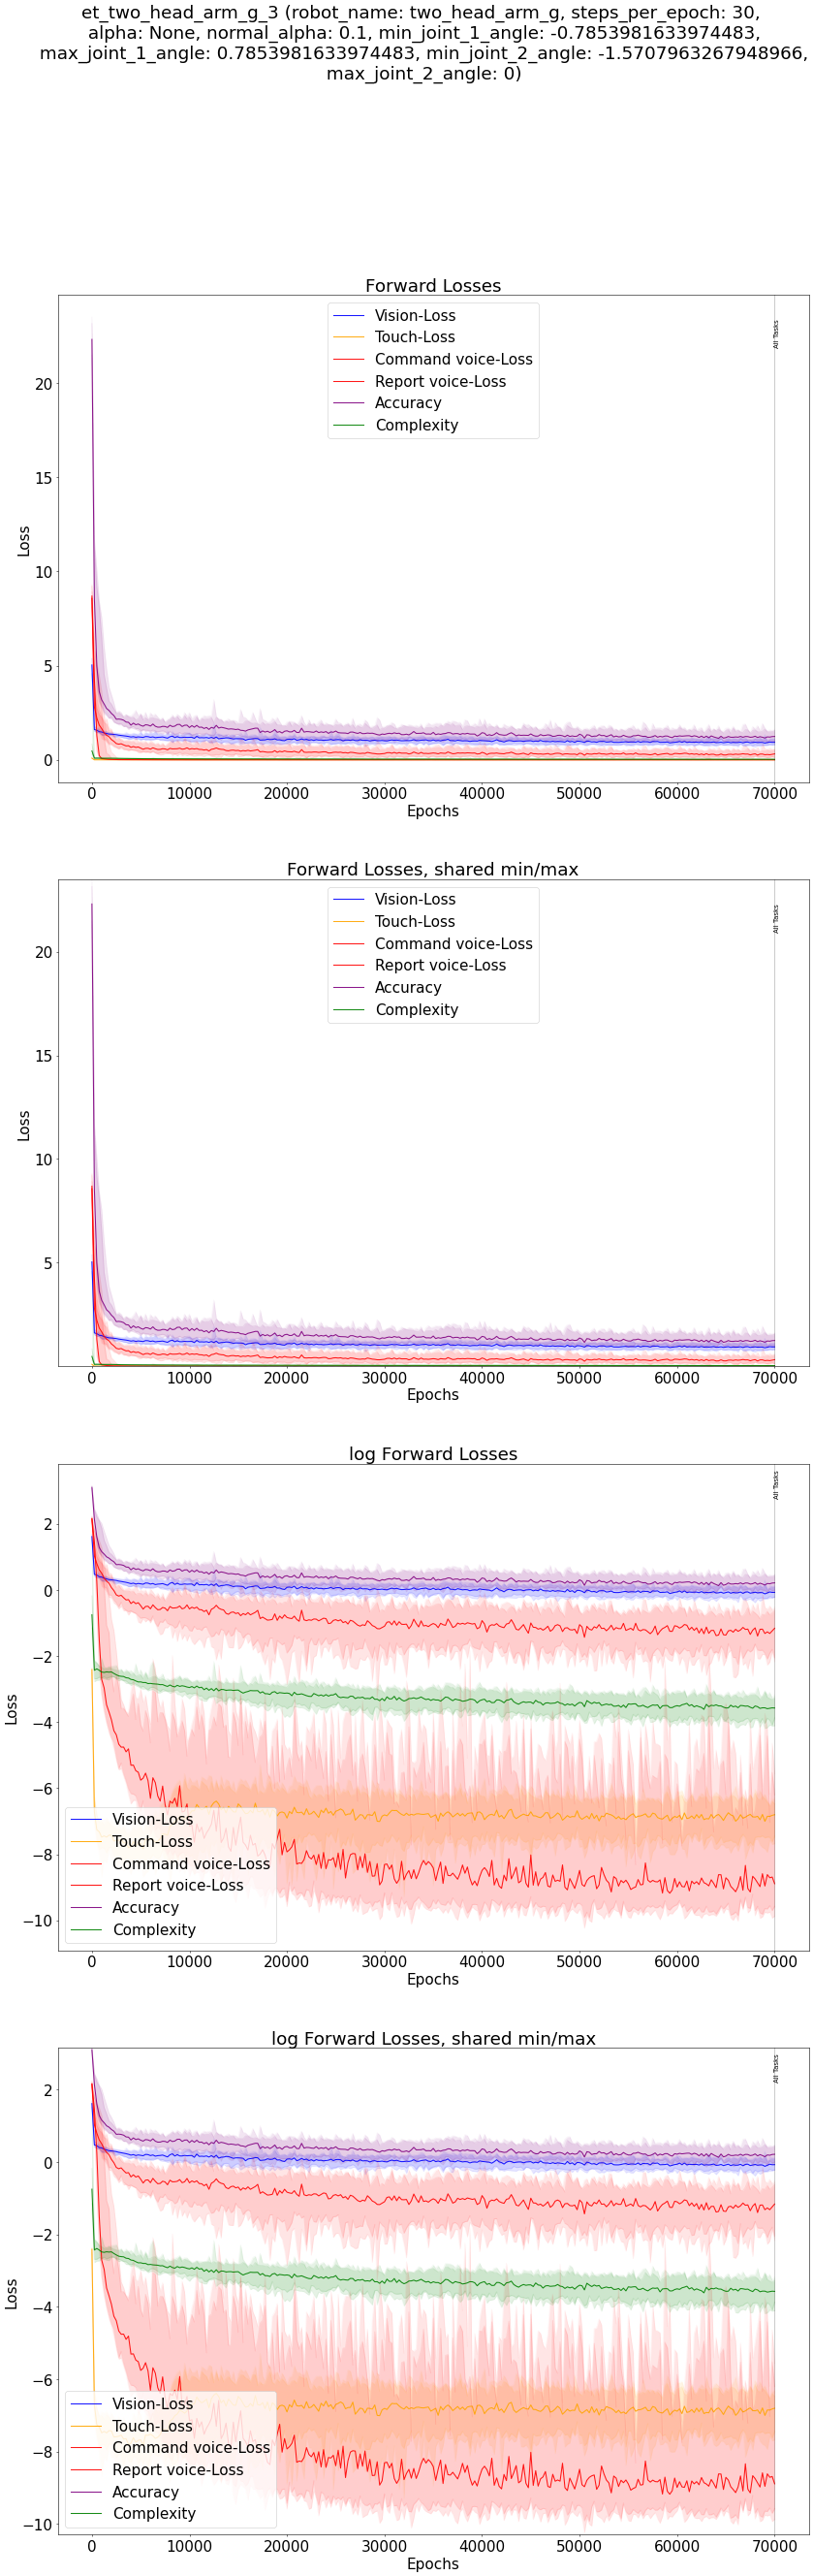 et_two_head_arm_g_3 (robot_name: two_head_arm_g, steps_per_epoch: 30,
alpha: None, normal_alpha: 0.1, min_joint_1_angle: -0.7853981633974483,
max_joint_1_angle: 0.7853981633974483, min_joint_2_angle: -1.5707963267948966,
max_joint_2_angle: 0)
Forward Losses
Vision-Loss
Touch-Loss
Command voice-Loss
Report voice-Loss
Accuracy
Complexity
All Tasks
20
15
10
5
0
Loss
0 10000 20000 30000 40000 50000 60000 70000
Epochs
Forward Losses, shared min/max
Vision-Loss
Touch-Loss
Command voice-Loss
Report voice-Loss
Accuracy
Complexity
All Tasks
20
15
10
5
Loss
0 10000 20000 30000 40000 50000 60000 70000
Epochs
log Forward Losses
All Tasks
2
0
−2
−4
−6
−8
−10
Loss
Vision-Loss
Touch-Loss
Command voice-Loss
Report voice-Loss
Accuracy
Complexity
0 10000 20000 30000 40000 50000 60000 70000
Epochs
log Forward Losses, shared min/max
All Tasks
2
0
−2
−4
−6
−8
−10
Loss
Vision-Loss
Touch-Loss
Command voice-Loss
Report voice-Loss
Accuracy
Complexity
0 10000 20000 30000 40000 50000 60000 70000
Epochs